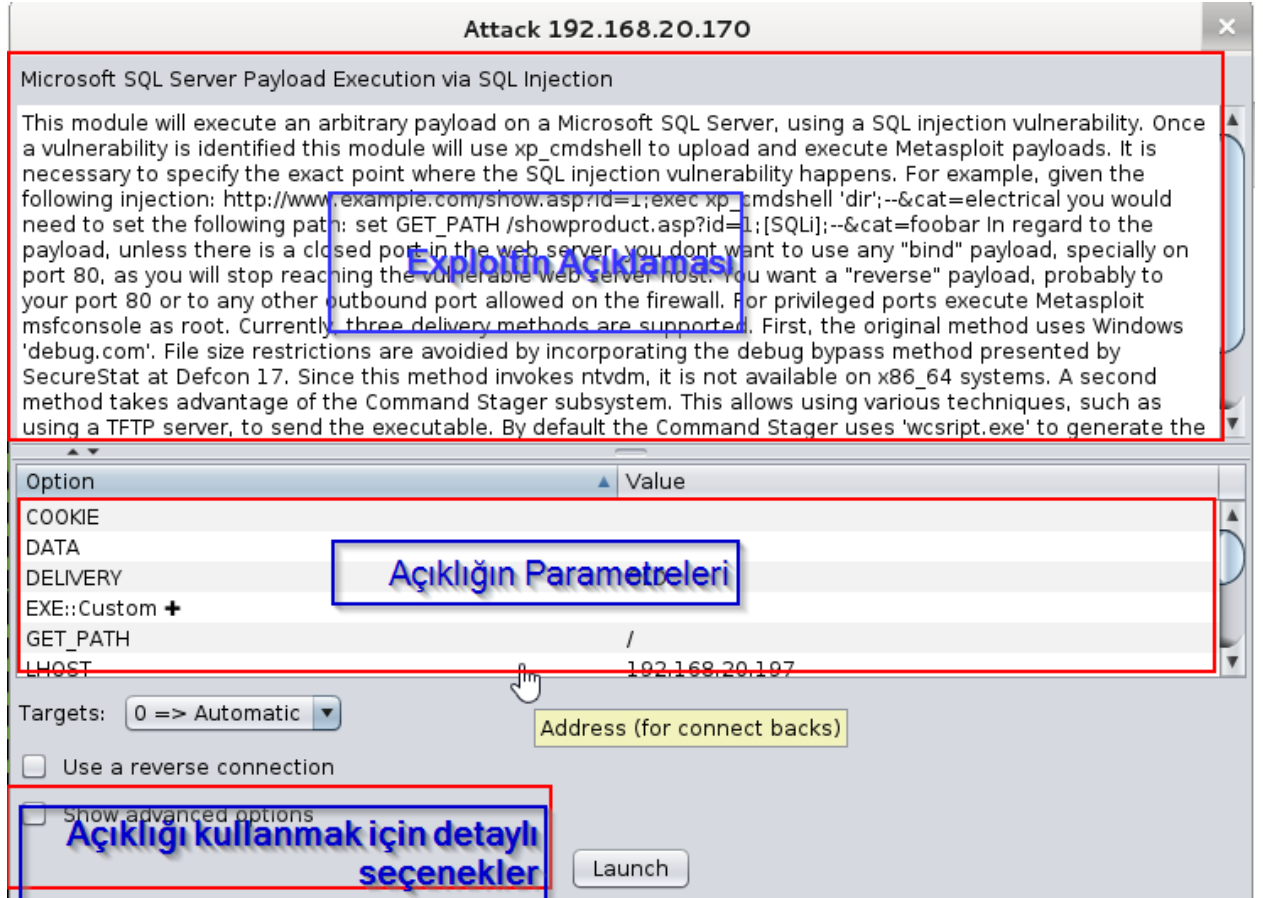 Attack 192.168.20.170
Microsoft SQL Server Payload Execution via SQL Injection
This module will execute an arbitrary payload on a Microsoft SQL Server, using a SQL injection vulnerability. Once
a vulnerability is identified this module will use xp_cmdshell to upload and execute Metasploit payloads. It is
necessary to specify the exact point where the SQL injection vulnerability happens. For example, given the
following injection: http://www.example.com/show.asp?id=1;exec xp_cmdshell 'dir';--&cat=electrical you would
need to set the following path: set GET_PATH /showproduct.asp?id=1;[SQLi];--&cat=foobar In regard to the
payload, unless there is a closed port in the web server, you dont want to use any "bind" payload, specially on
port 80, as you will stop reaching the vulnerable web server host. You want a "reverse" payload, probably to
your port 80 or to any other outbound port allowed on the firewall. For privileged ports execute Metasploit
msfconsole as root. Currently, three delivery methods are supported. First, the original method uses Windows
'debug.com'. File size restrictions are avoidied by incorporating the debug bypass method presented by
SecureStat at Defcon 17. Since this method invokes ntvdm, it is not available on x86_64 systems. A second
method takes advantage of the Command Stager subsystem. This allows using various techniques, such as
using a TFTP server, to send the executable. By default the Command Stager uses 'wcsript.exe' to generate the
Exploitin Açıklaması
Option Value
COOKIE
DATA
DELIVERY
EXE::Custom +
GET_PATH /
LHOST 192.168.20.197
Açıklığın Parametreleri
Targets: 0 => Automatic
Address (for connect backs)
Use a reverse connection
Show advanced options
Açıklığı kullanmak için detaylı
seçenekler
Launch